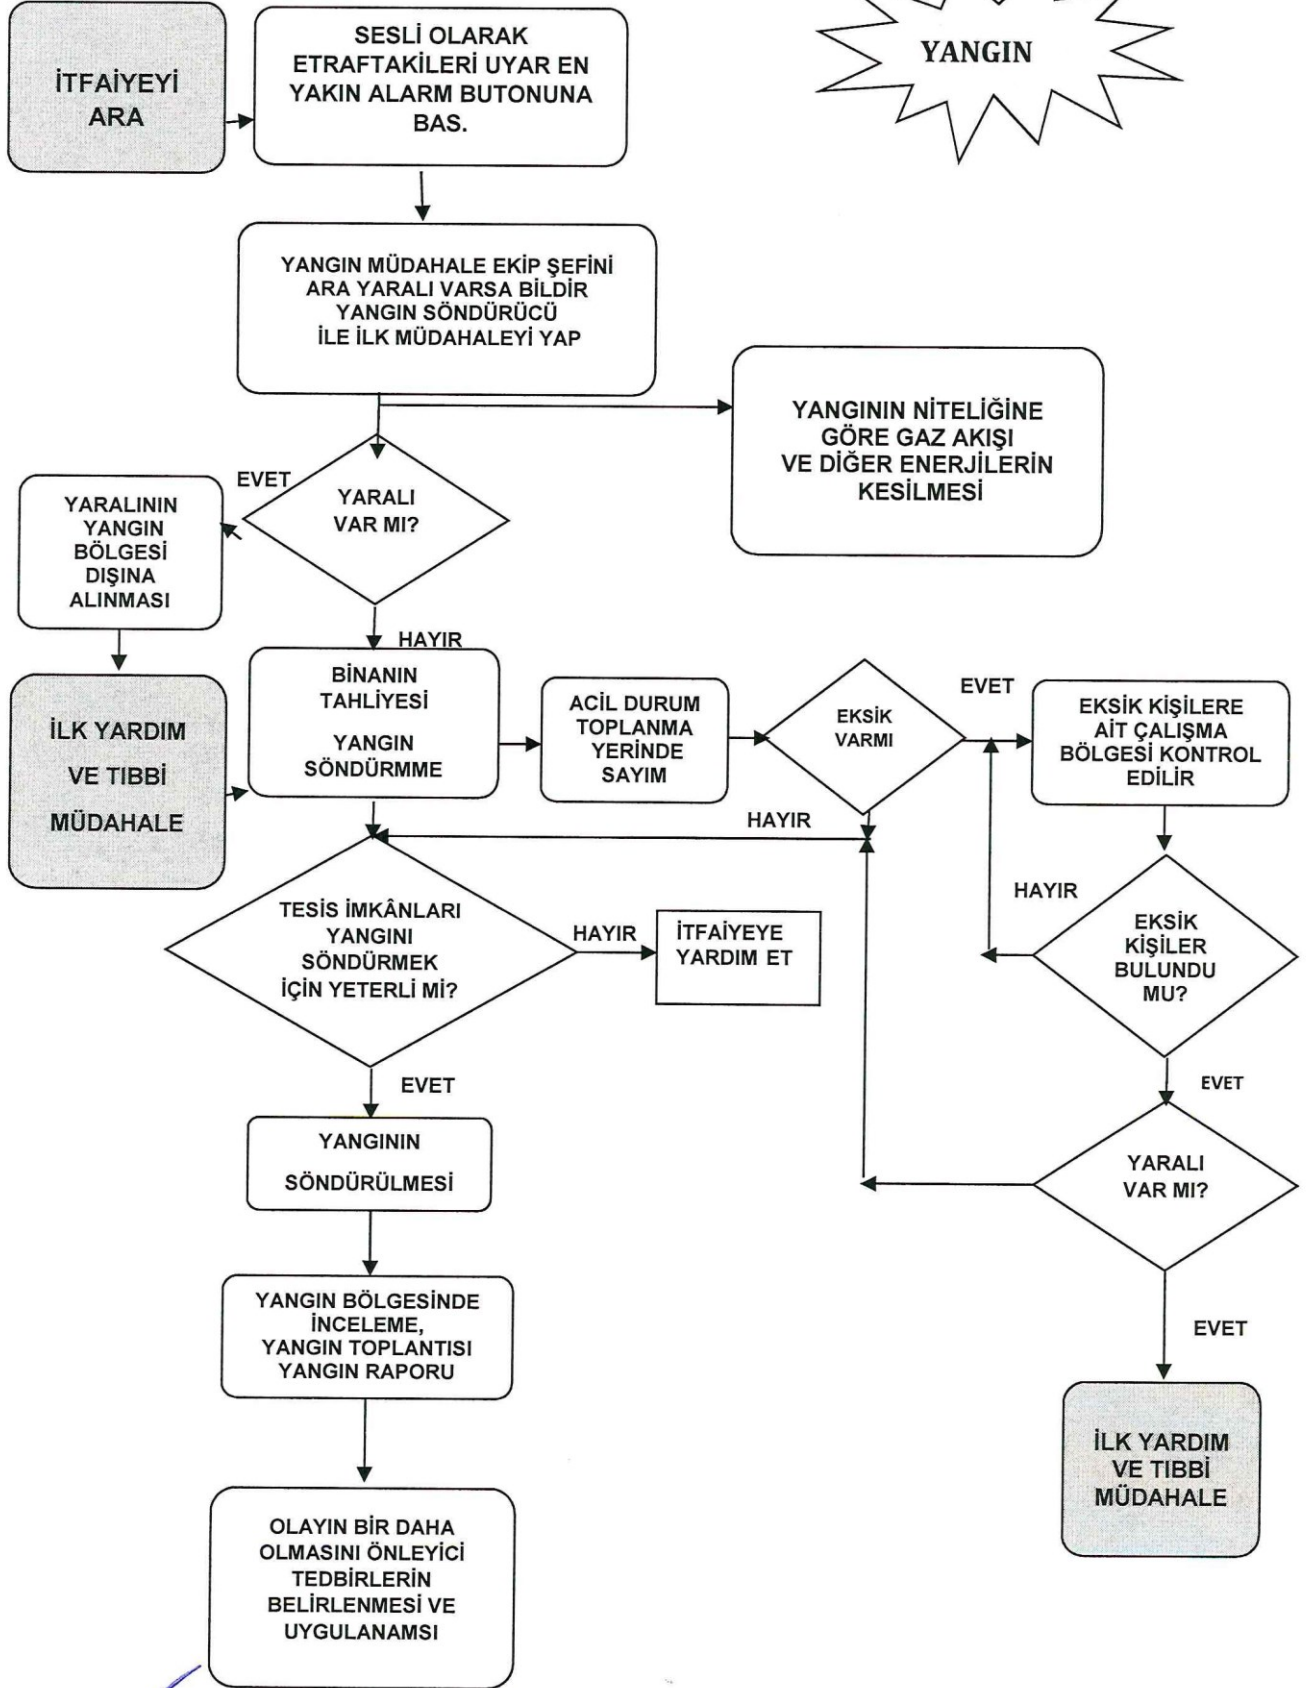 YANGIN
İTFAİYEYİ
ARA
SESLİ OLARAK
ETRAFTAKİLERİ UYAR EN
YAKIN ALARM BUTONUNA
BAS.
YANGIN MÜDAHALE EKİP ŞEFİNİ
ARA YARALI VARSA BİLDİR
YANGIN SÖNDÜRÜCÜ
İLE İLK MÜDAHALEYİ YAP
YANGININ NİTELİĞİNE
GÖRE GAZ AKIŞI
VE DİĞER ENERJİLERİN
KESİLMESİ
YARALI
VAR MI?
EVET
YARALININ
YANGIN
BÖLGESİ
DIŞINA
ALINMASI
İLK YARDIM
VE TIBBİ
MÜDAHALE
HAYIR
BİNANIN
TAHLİYESİ
YANGIN
SÖNDÜRMME
ACİL DURUM
TOPLANMA
YERİNDE
SAYIM
EKSİK
VARMI
EVET
EKSİK KİŞİLERE
AİT ÇALIŞMA
BÖLGESİ KONTROL
EDİLİR
HAYIR
HAYIR
EKSİK
KİŞİLER
BULUNDU
MU?
TESİS İMKÂNLARI
YANGINI
SÖNDÜRMEK
İÇİN YETERLİ Mİ?
HAYIR
İTFAİYEYE
YARDIM ET
EVET
EVET
YANGININ
SÖNDÜRÜLMESİ
YARALI
VAR MI?
YANGIN BÖLGESİNDE
İNCELEME,
YANGIN TOPLANTISI
YANGIN RAPORU
EVET
İLK YARDIM
VE TIBBİ
MÜDAHALE
OLAYIN BİR DAHA
OLMASINI ÖNLEYİCİ
TEDBİRLERİN
BELİRLENMESİ VE
UYGULANAMSI